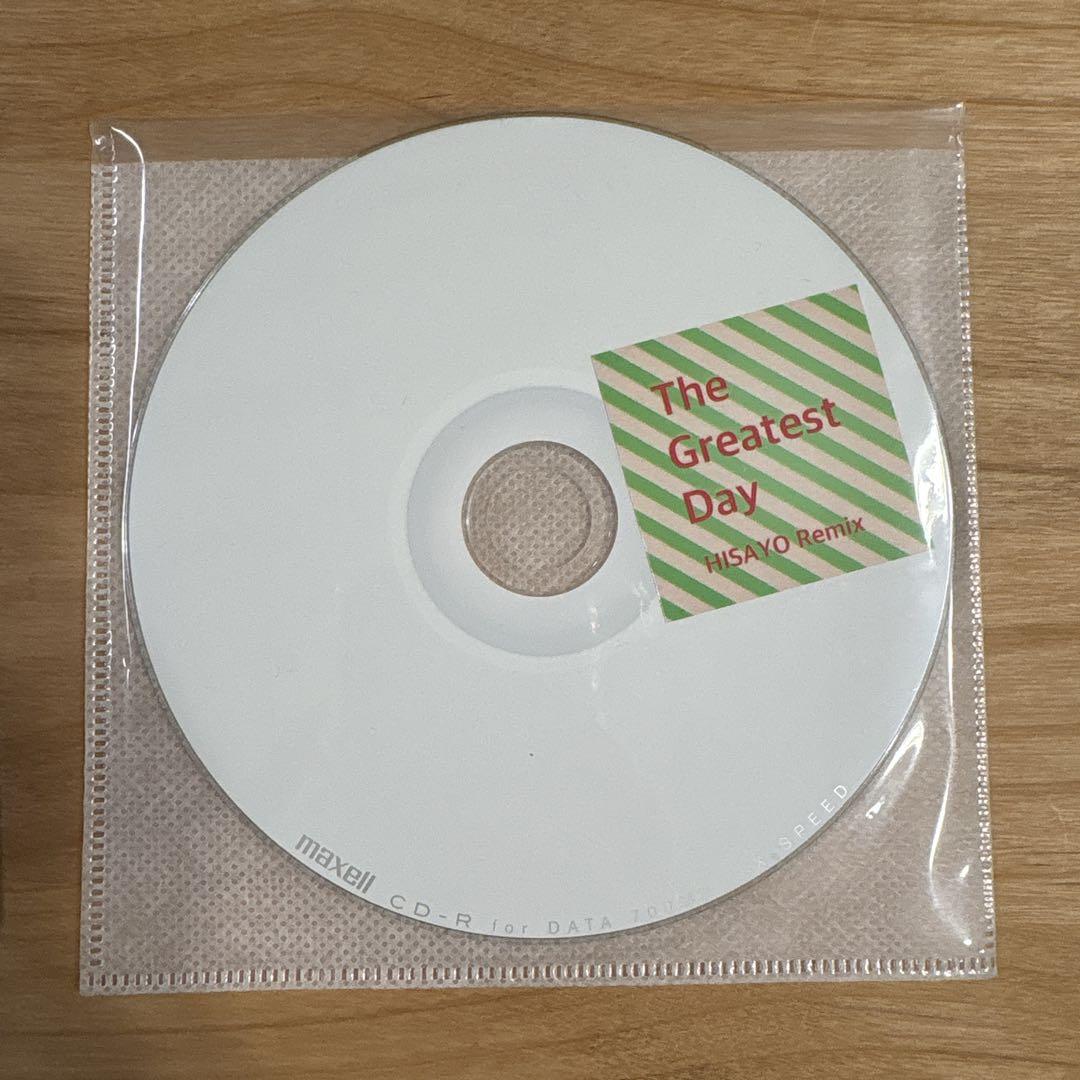 The
Greatest
Day
HISAYO Remix
maxell
CD-R for DATA
SPEED